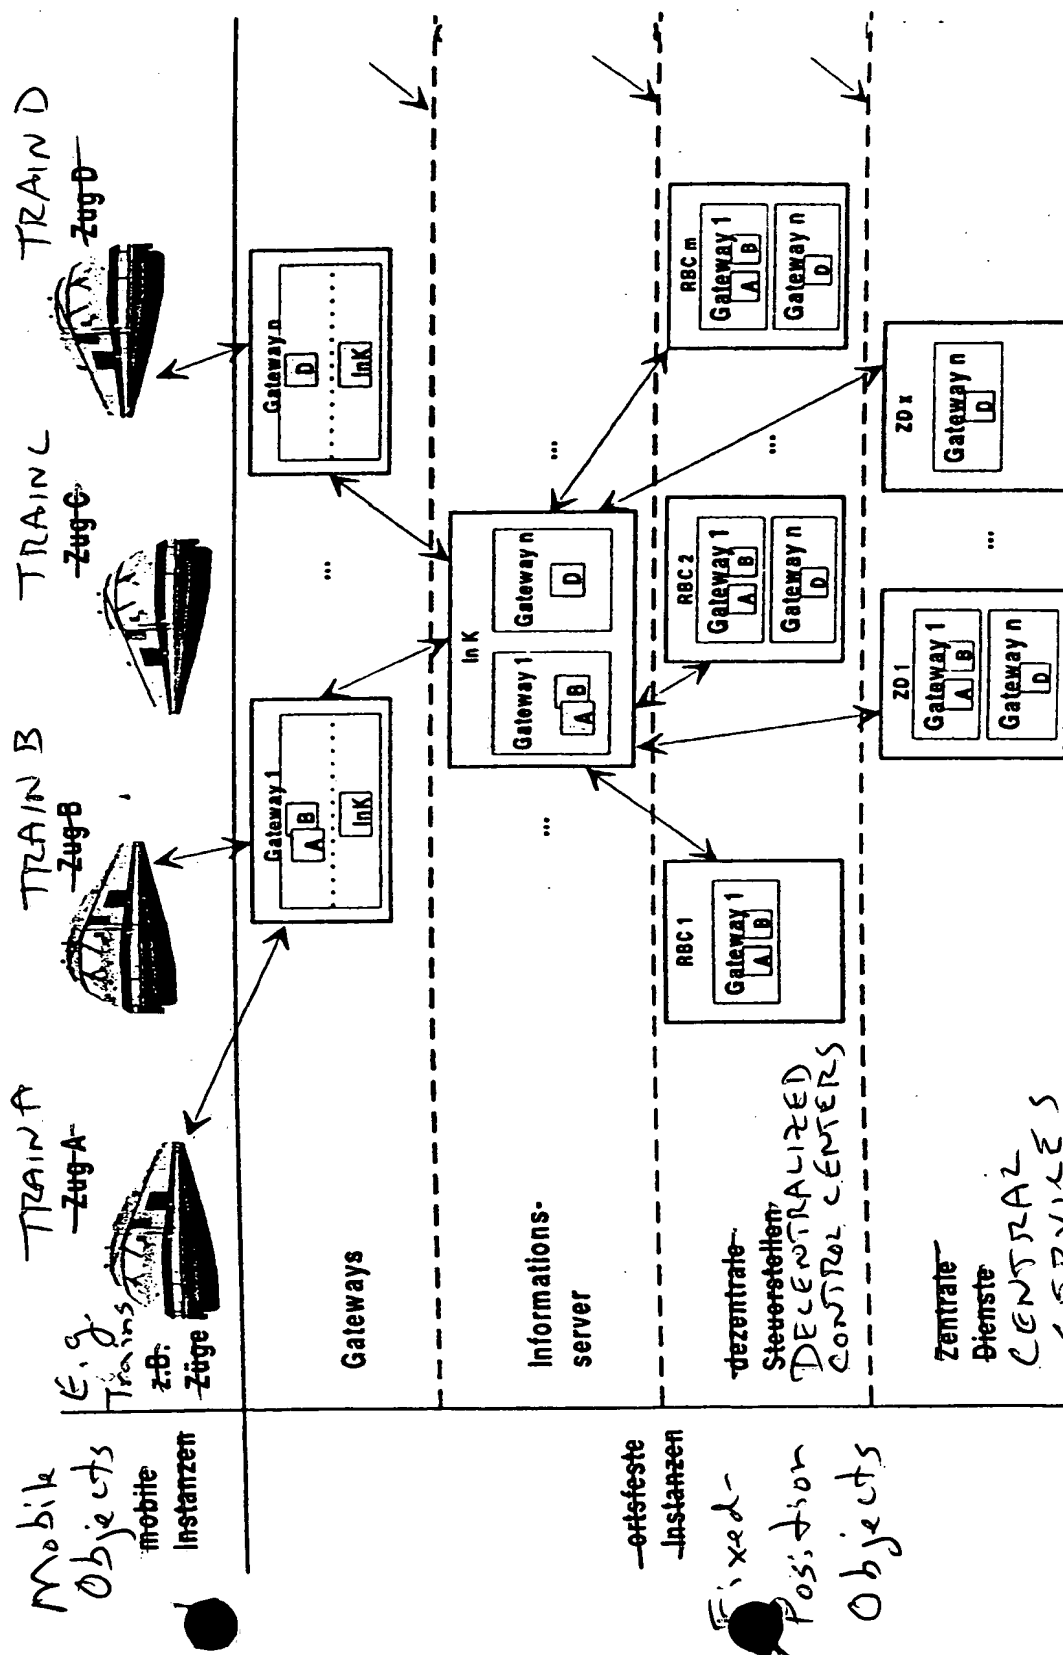 Mobile
Objects
mobile
Instanzen
E.g.
Trains
z.B.
Züge
TRAIN A
Zug A
TRAIN B
Zug B
TRAIN C
Zug C
TRAIN D
Zug D
Fixed-
Position
Objects
ortsfeste
Instanzen
Gateways
Gateway 1
A
B
InK
...
Gateway n
D
InK
Informations-
server
...
InK
Gateway 1
A
B
Gateway n
D
...
dezentrale
Steuerstellen
DECENTRALIZED
CONTROL CENTERS
RBC 1
Gateway 1
A B
RBC 2
Gateway 1
A B
Gateway n
D
...
RBC m
Gateway 1
A B
Gateway n
D
Zentrale
Dienste
CENTRAL
SERVICES
ZD 1
Gateway 1
A B
Gateway n
D
...
ZD x
Gateway n
D